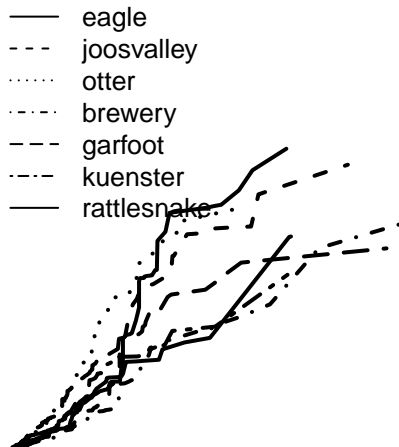 eagle
joosvalley
otter
brewery
garfoot
kuenster
rattlesnake